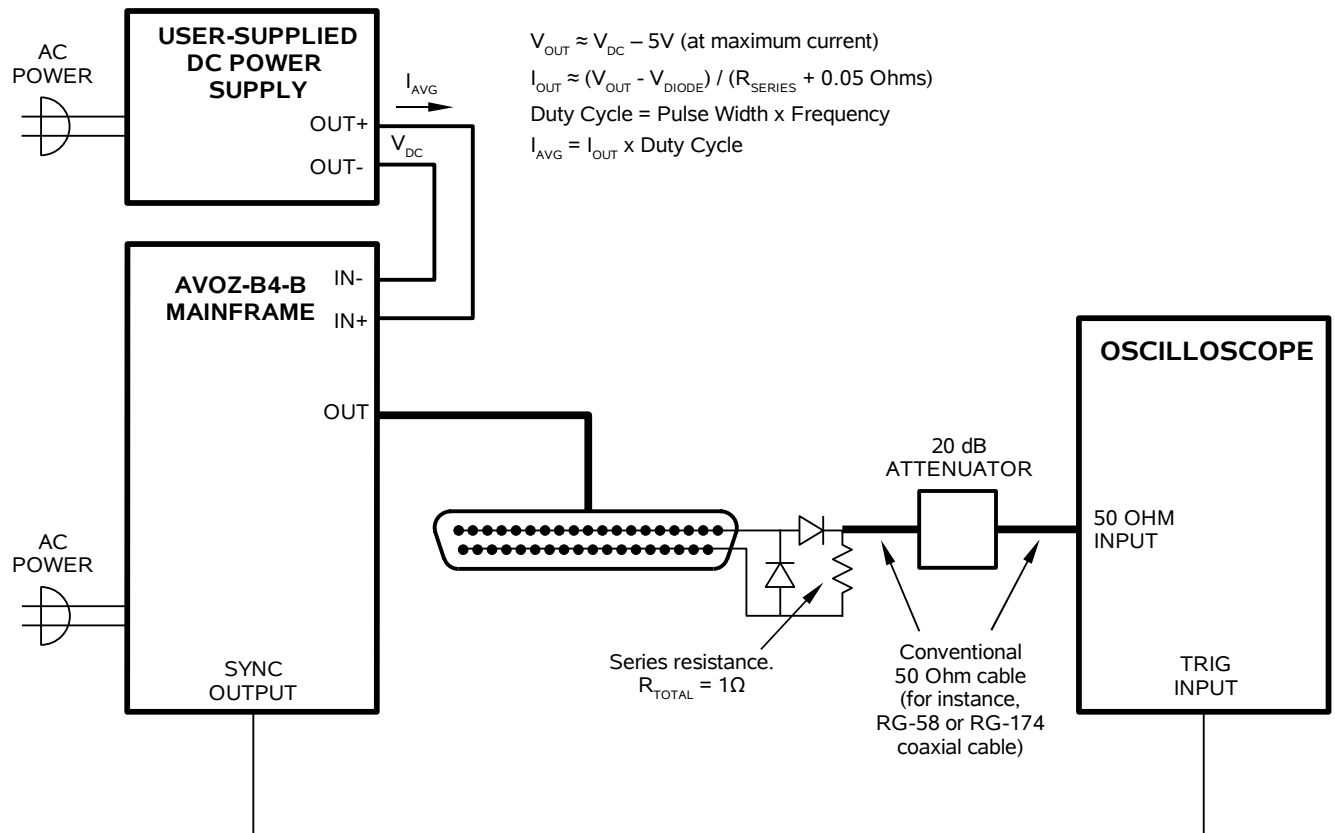 AC
POWER
USER-SUPPLIED
DC POWER
SUPPLY
OUT+
OUT-
I_AVG
V_DC
V_OUT ≈ V_DC – 5V (at maximum current)
I_OUT ≈ (V_OUT - V_DIODE) / (R_SERIES + 0.05 Ohms)
Duty Cycle = Pulse Width x Frequency
I_AVG = I_OUT x Duty Cycle
AVOZ-B4-B
MAINFRAME
IN-
IN+
OUT
AC
POWER
SYNC
OUTPUT
Series resistance.
R_TOTAL = 1Ω
20 dB
ATTENUATOR
Conventional
50 Ohm cable
(for instance,
RG-58 or RG-174
coaxial cable)
OSCILLOSCOPE
50 OHM
INPUT
TRIG
INPUT